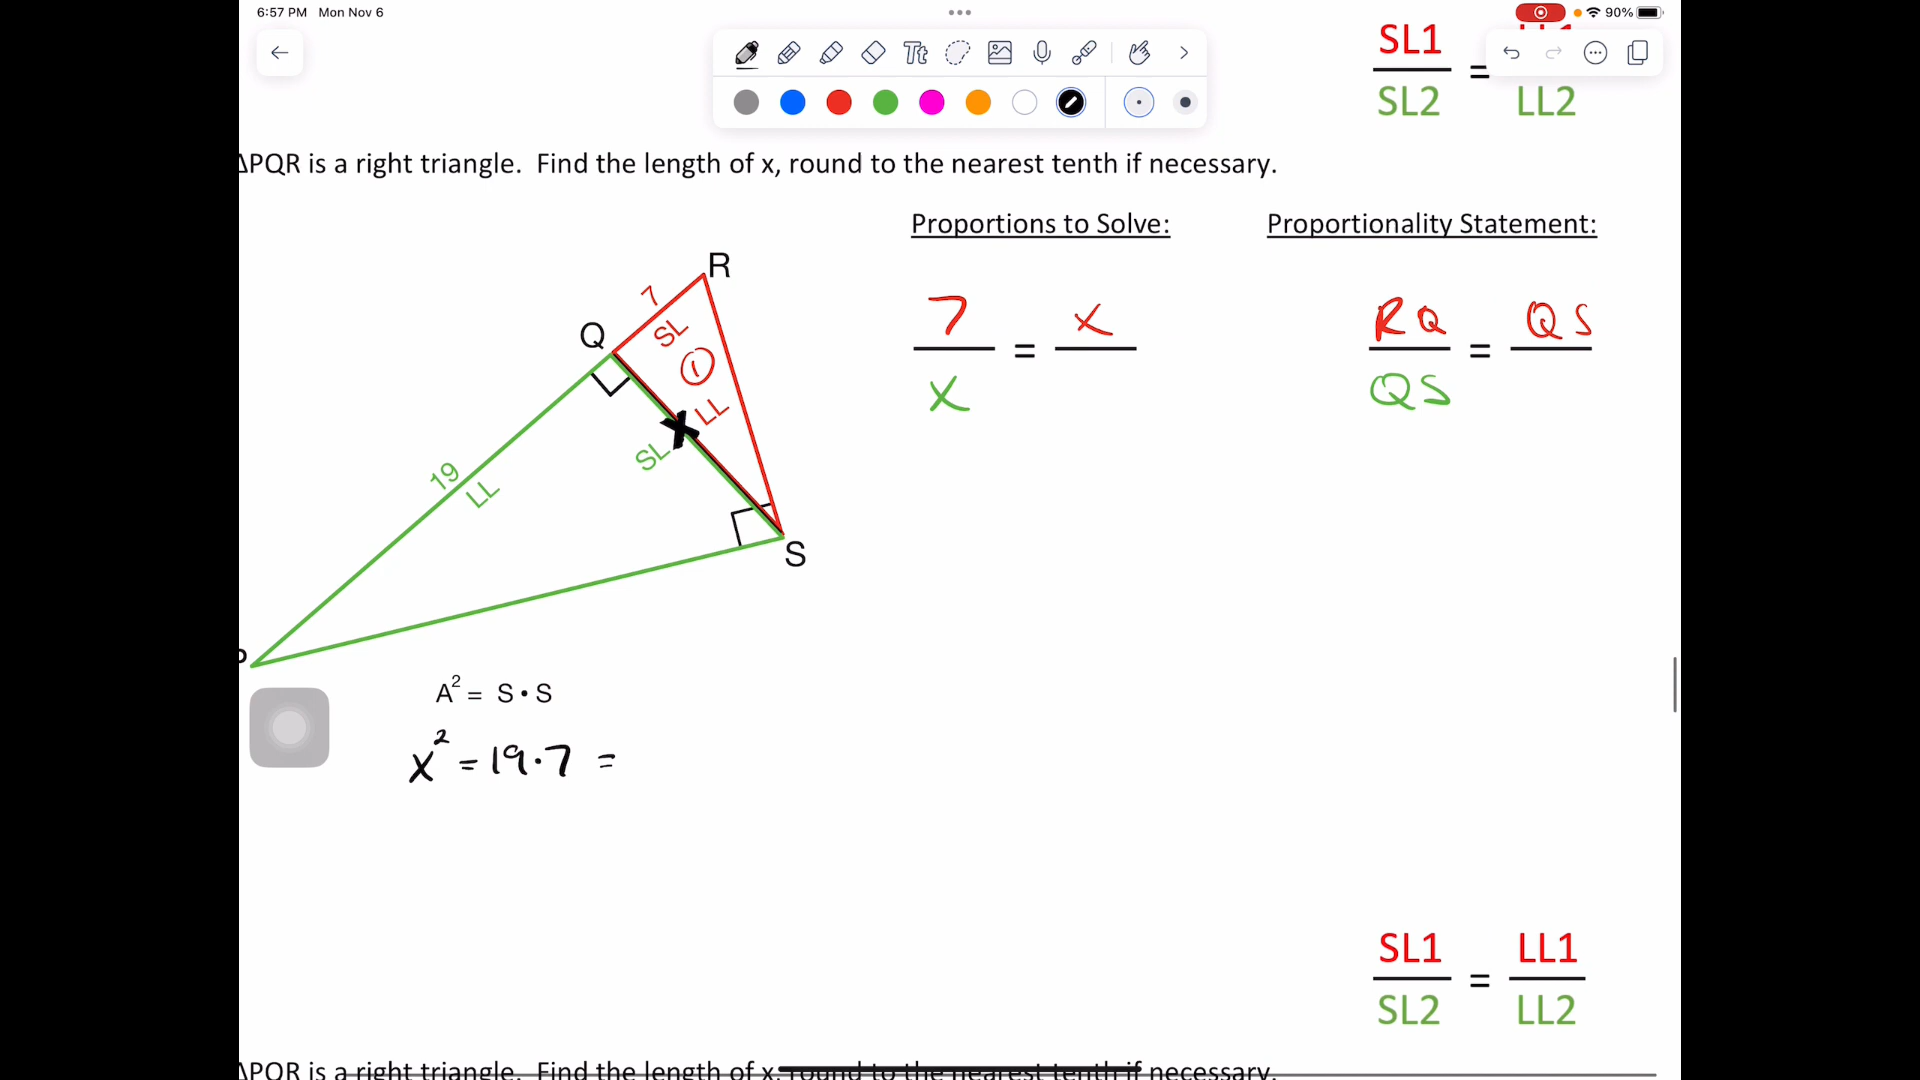 6:57 PM Mon Nov 6
90%
Tt
SL1
SL2
=
LL2
ΔPQR is a right triangle. Find the length of x, round to the nearest tenth if necessary.
Proportions to Solve:
Proportionality Statement:
7
x
=
x
RQ
QS
=
QS
R
7
SL
Q
1
LL
X
SL
19
LL
S
P
A² = S • S
x² = 19·7 =
SL1
SL2
=
LL1
LL2
ΔPQR is a right triangle. Find the length of x, round to the nearest tenth if necessary.